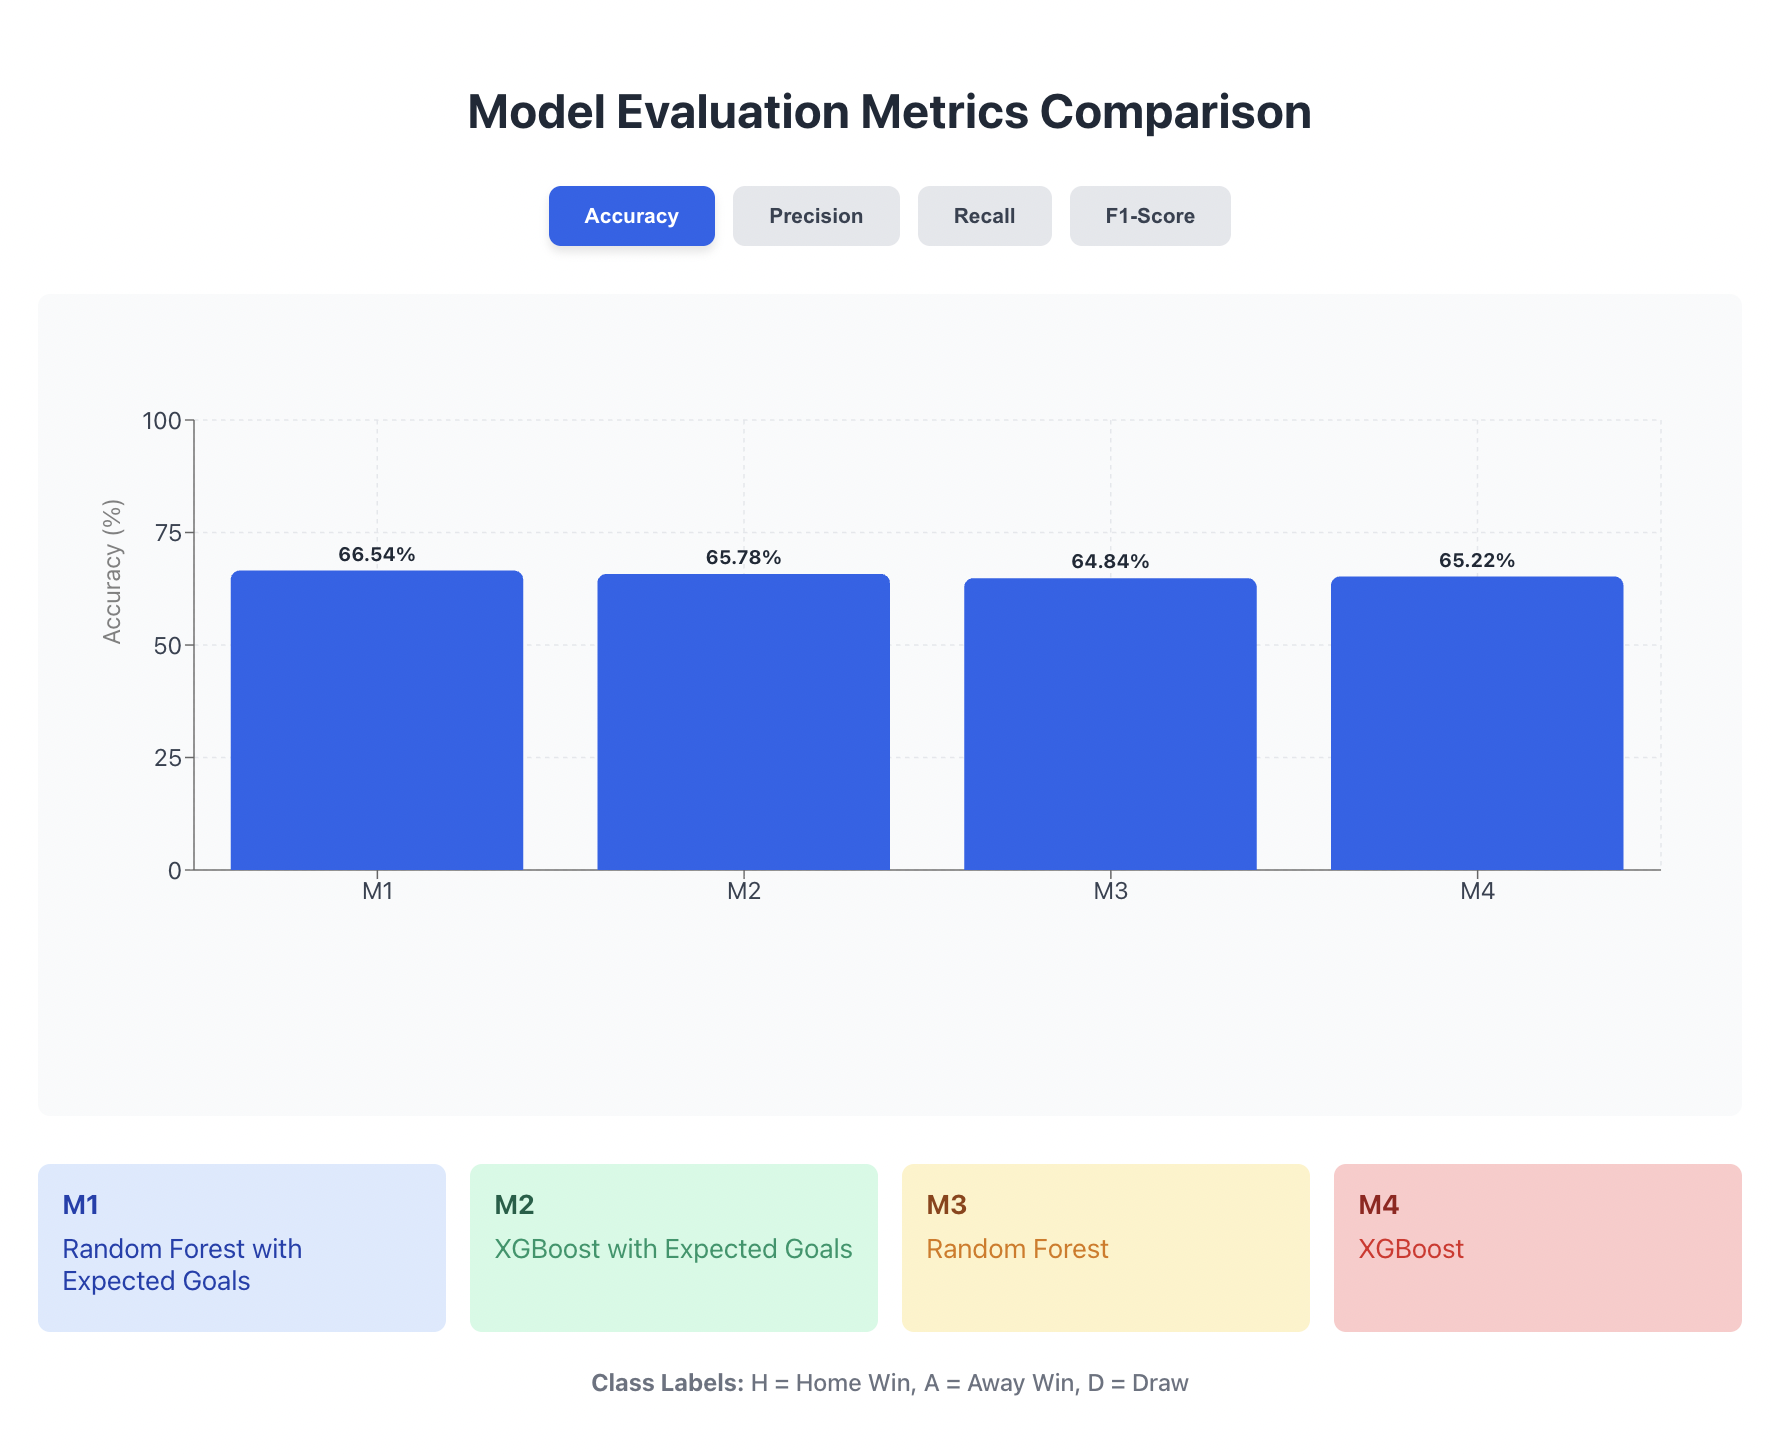 Model Evaluation Metrics Comparison
Accuracy
Precision
Recall
F1-Score
Accuracy (%)
100
75
50
25
0
66.54%
65.78%
64.84%
65.22%
M1
M2
M3
M4
M1
Random Forest with
Expected Goals
M2
XGBoost with Expected Goals
M3
Random Forest
M4
XGBoost
Class Labels: H = Home Win, A = Away Win, D = Draw